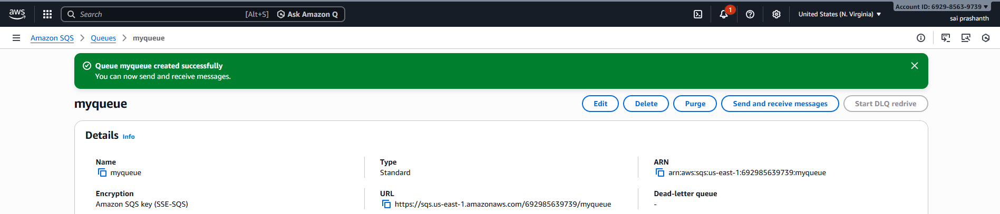 aws
Search [Alt+S] Ask Amazon Q
1
United States (N. Virginia)
Account ID: 6929-8563-9739
sai prashanth
Amazon SQS > Queues > myqueue
Queue myqueue created successfully
You can now send and receive messages.
myqueue
Edit Delete Purge Send and receive messages Start DLQ redrive
Details Info
Name Type ARN
myqueue Standard arn:aws:sqs:us-east-1:692985639739:myqueue
Encryption URL Dead-letter queue
Amazon SQS key (SSE-SQS) https://sqs.us-east-1.amazonaws.com/692985639739/myqueue -